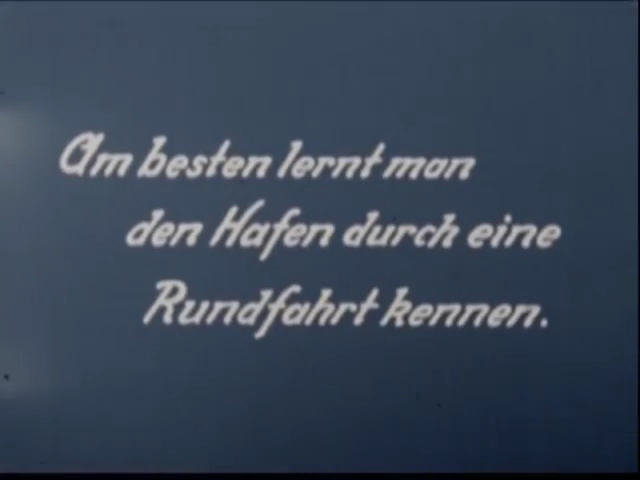 Am besten lernt man
den Hafen durch eine
Rundfahrt kennen.